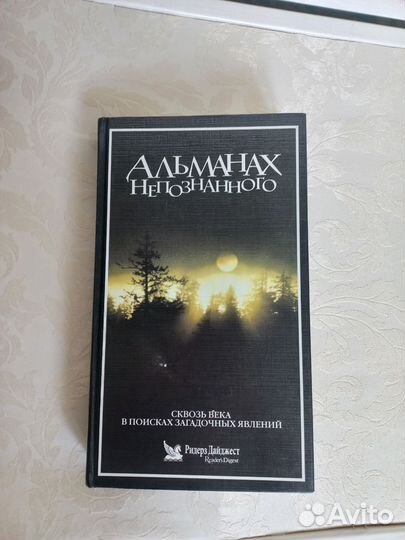 АЛЬМАНАХ
НЕПОЗНАННОГО
СКВОЗЬ ВЕКА
В ПОИСКАХ ЗАГАДОЧНЫХ ЯВЛЕНИЙ
Ридерз Дайджест
Reader's Digest
Avito